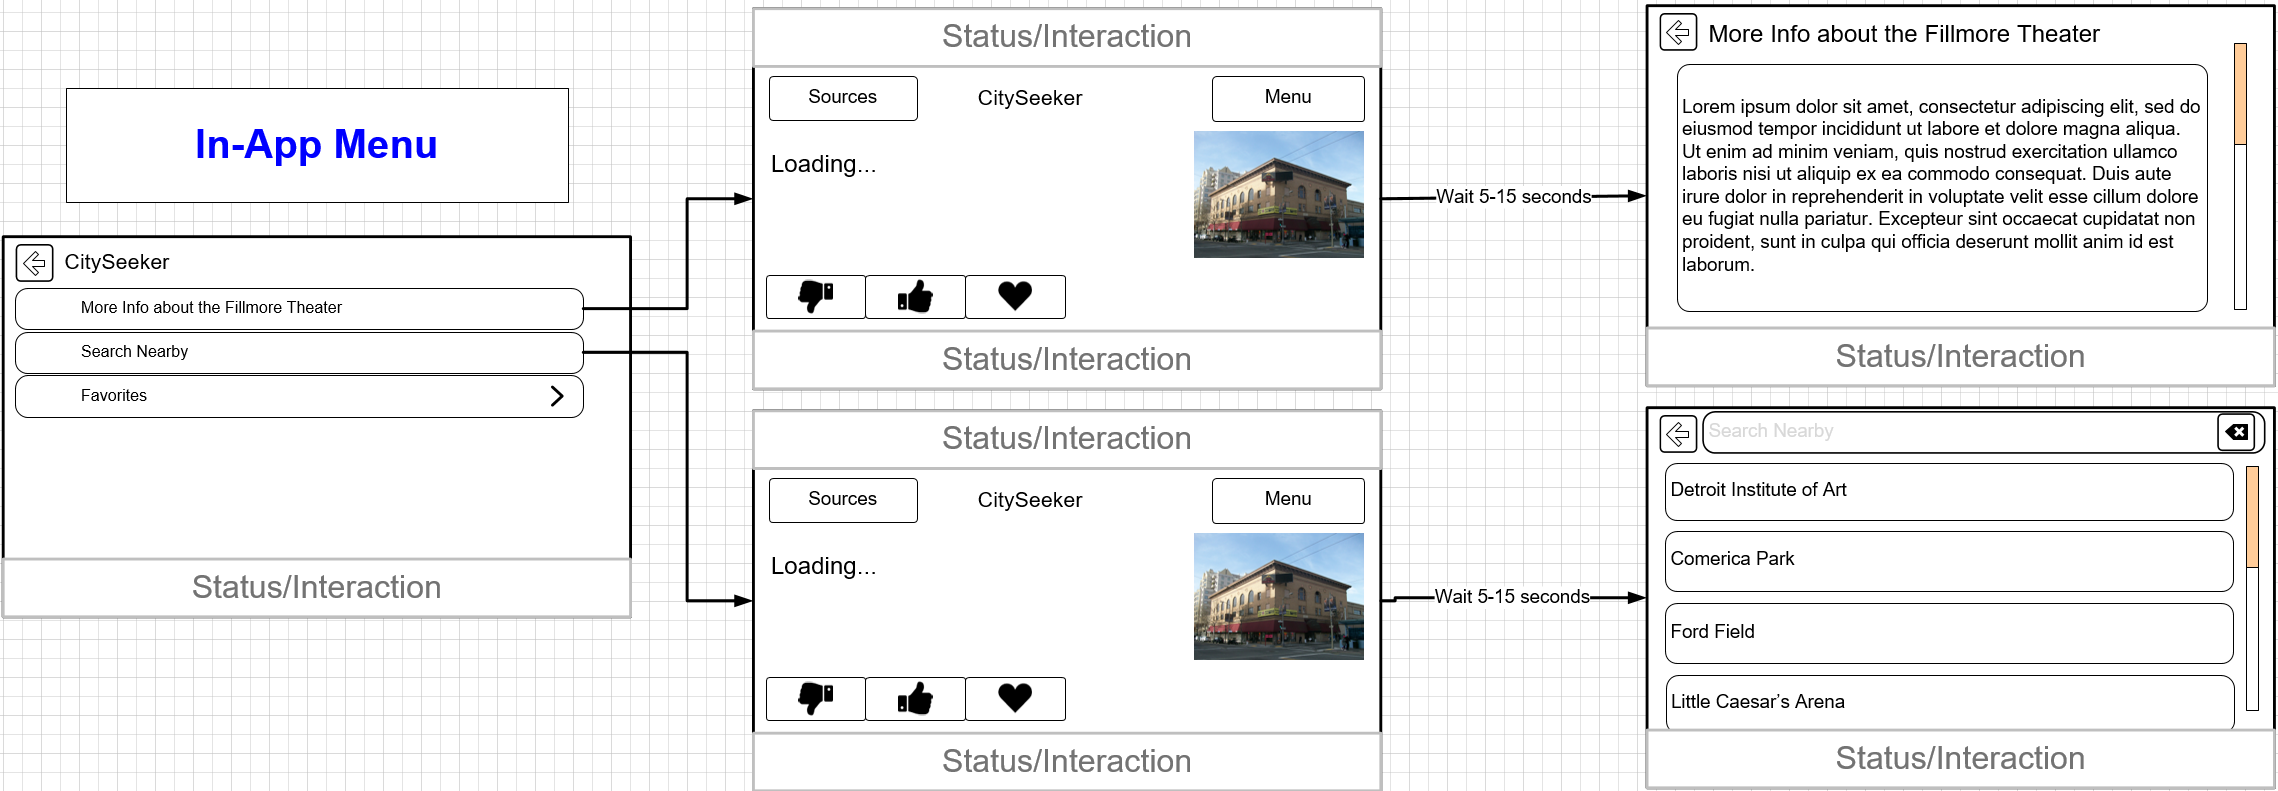 In-App Menu
CitySeeker
More Info about the Fillmore Theater
Search Nearby
Favorites
Status/Interaction
Status/Interaction
Sources
CitySeeker
Menu
Loading...
Status/Interaction
Wait 5-15 seconds
More Info about the Fillmore Theater
Lorem ipsum dolor sit amet, consectetur adipiscing elit, sed do
eiusmod tempor incididunt ut labore et dolore magna aliqua.
Ut enim ad minim veniam, quis nostrud exercitation ullamco
laboris nisi ut aliquip ex ea commodo consequat. Duis aute
irure dolor in reprehenderit in voluptate velit esse cillum dolore
eu fugiat nulla pariatur. Excepteur sint occaecat cupidatat non
proident, sunt in culpa qui officia deserunt mollit anim id est
laborum.
Status/Interaction
Status/Interaction
Sources
CitySeeker
Menu
Loading...
Status/Interaction
Wait 5-15 seconds
Search Nearby
Detroit Institute of Art
Comerica Park
Ford Field
Little Caesar's Arena
Status/Interaction